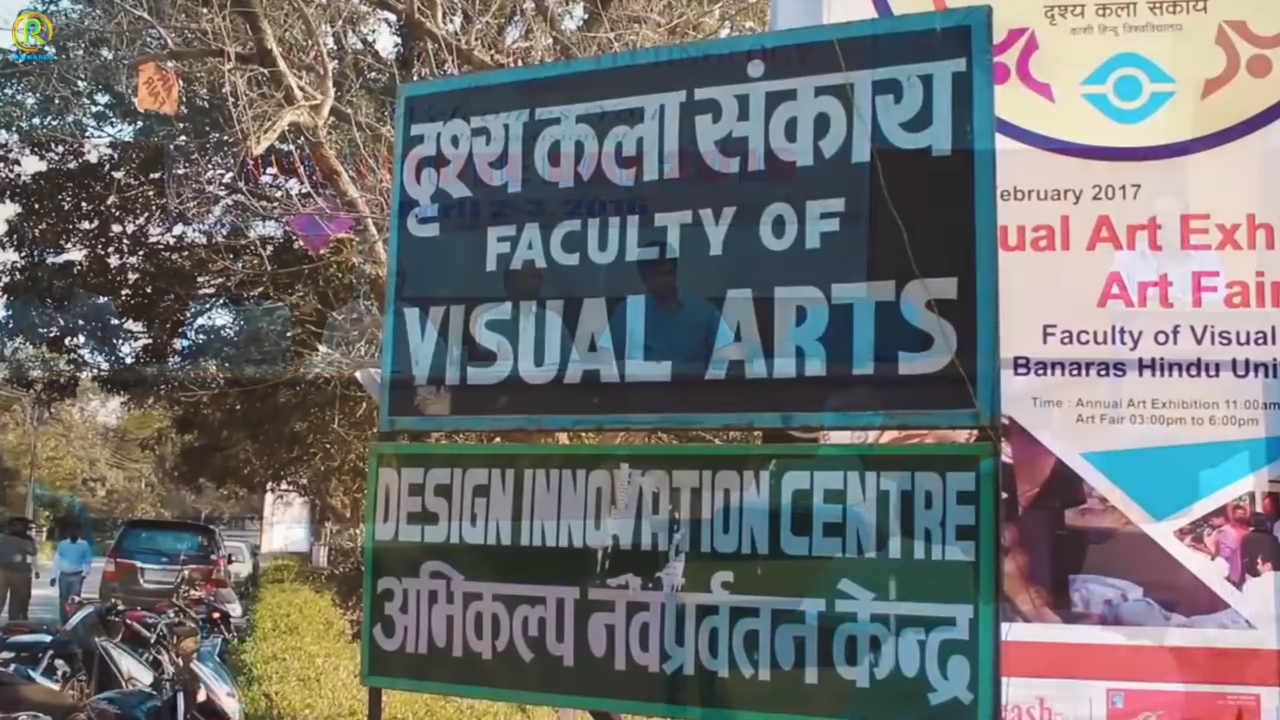 दृश्य कला संकाय
FACULTY OF
VISUAL ARTS
DESIGN INNOVATION CENTRE
अभिकल्प नवप्रर्वतन केन्द्र
दृश्य कला संकाय
काशी हिन्दू विश्वविद्यालय
ebruary 2017
ual Art Exh
Art Fair
Faculty of Visual
Banaras Hindu Uni
Time : Annual Art Exhibition 11:00am
Art Fair 03:00pm to 6:00pm